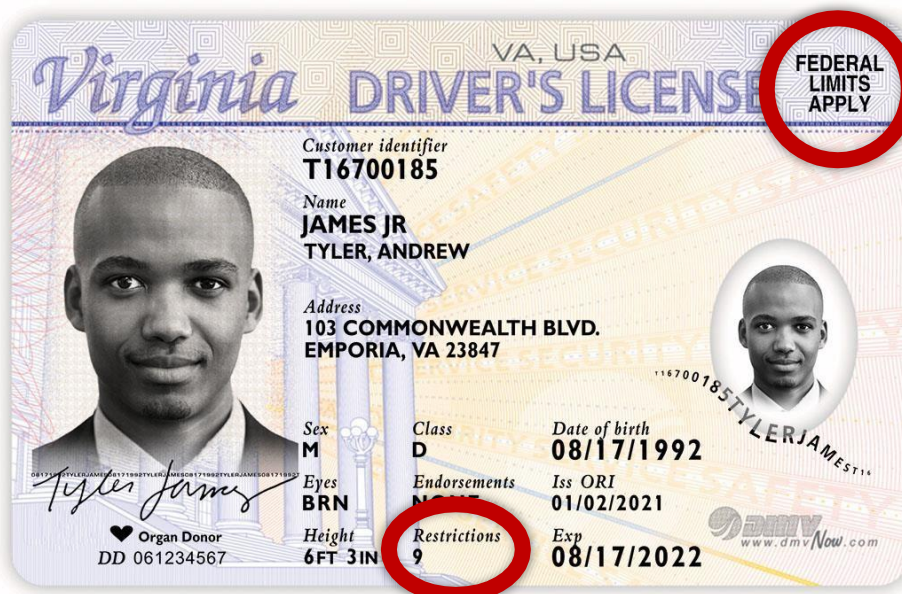 Virginia
VA, USA
DRIVER'S LICENSE
FEDERAL
LIMITS
APPLY
Customer identifier
T16700185
Name
JAMES JR
TYLER, ANDREW
Address
103 COMMONWEALTH BLVD.
EMPORIA, VA 23847
116700185TYLERJAMEST16
Sex
M
Class
D
Date of birth
08/17/1992
08171992TYLERJAMES08171992TYLERJAMES08171992TYLERJAMES08171992T
Tyler James
Eyes
BRN
Endorsements
NONE
Iss ORI
01/02/2021
Organ Donor
DD 061234567
Height
6FT 3IN
Restrictions
9
Exp
08/17/2022
DMV
www.dmvNow.com